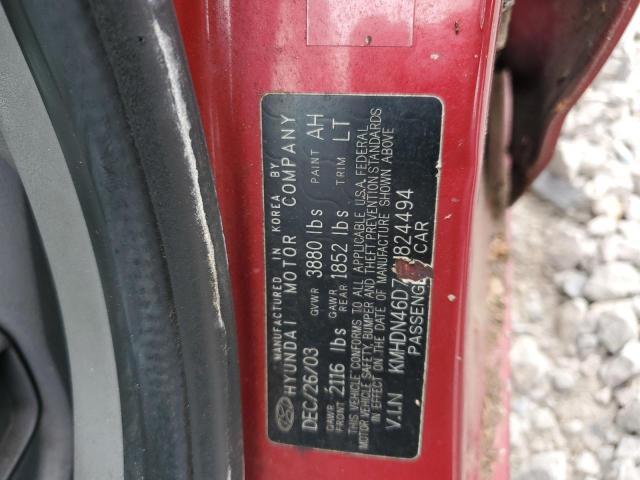 MANUFACTURED IN KOREA BY
HYUNDAI MOTOR COMPANY
DEC/26/03 GVWR 3880 lbs PAINT AH
GAWR FRONT 2116 lbs GAWR REAR 1852 lbs TRIM LT
THIS VEHICLE CONFORMS TO ALL APPLICABLE U.S.A. FEDERAL
MOTOR VEHICLE SAFETY, BUMPER AND THEFT PREVENTION STANDARDS
IN EFFECT ON THE DATE OF MANUFACTURE SHOWN ABOVE
V.I.N KMHDN46D 824494
PASSENGER CAR